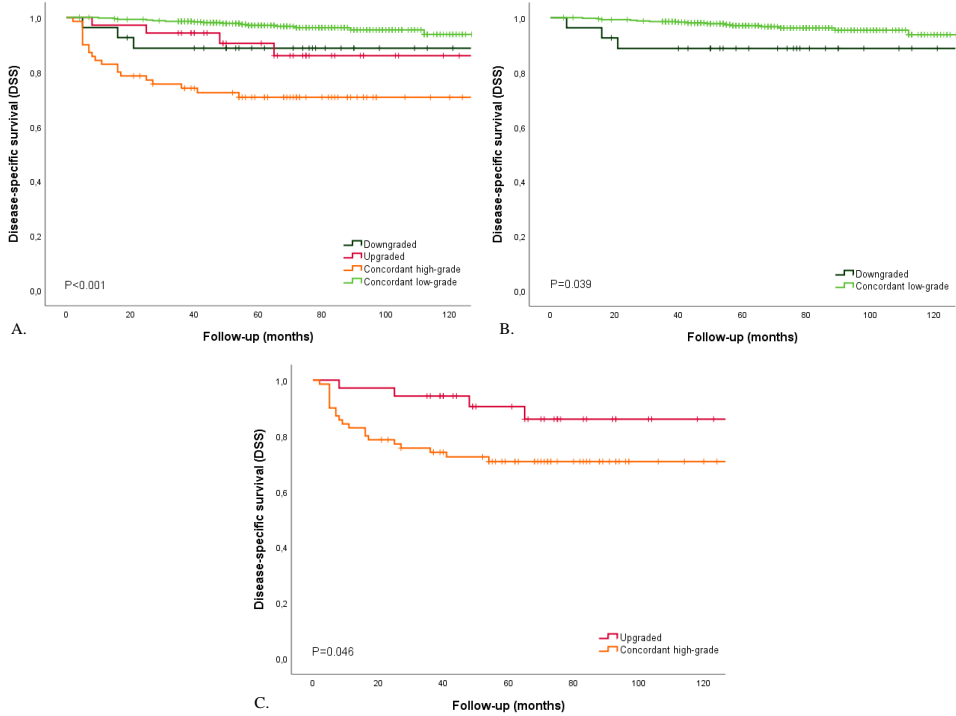 Disease-specific survival (DSS)
1,0
0,8
0,6
0,4
0,2
0,0
Downgraded
Upgraded
Concordant high-grade
Concordant low-grade
P<0.001
0 20 40 60 80 100 120
Follow-up (months)
A.
Disease-specific survival (DSS)
1,0
0,8
0,6
0,4
0,2
0,0
Downgraded
Concordant low-grade
P=0.039
0 20 40 60 80 100 120
Follow-up (months)
B.
Disease-specific survival (DSS)
1,0
0,8
0,6
0,4
0,2
0,0
Upgraded
Concordant high-grade
P=0.046
0 20 40 60 80 100 120
Follow-up (months)
C.